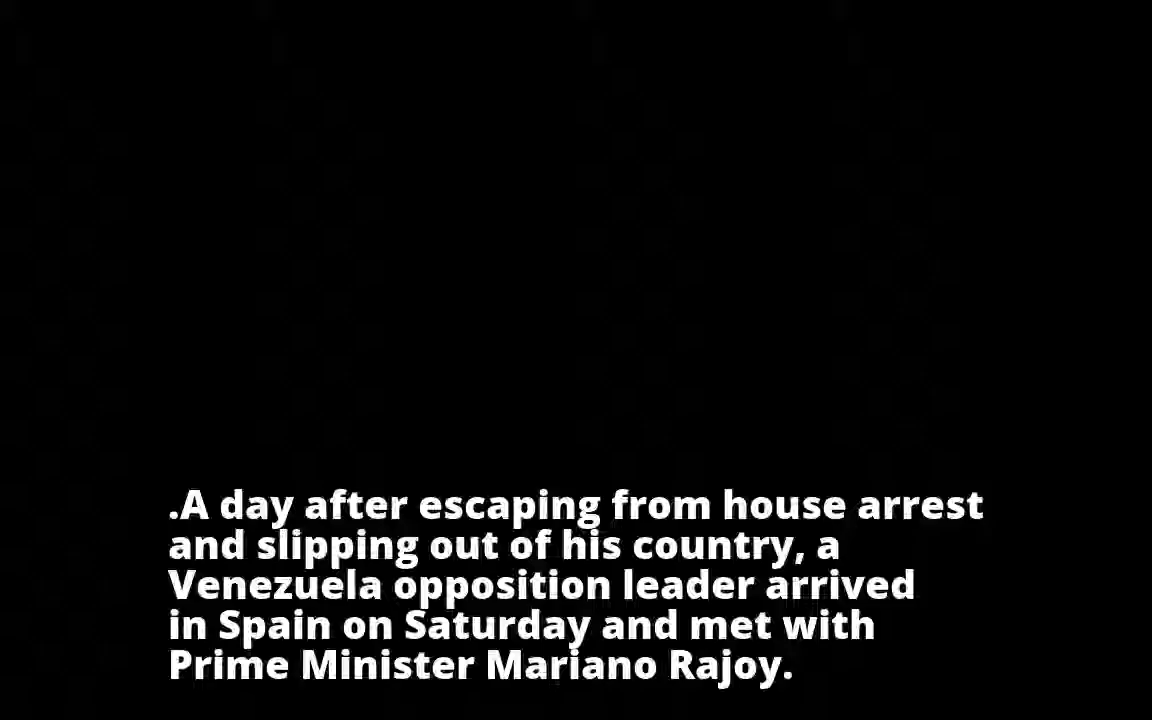 .A day after escaping from house arrest
and slipping out of his country, a
Venezuela opposition leader arrived
in Spain on Saturday and met with
Prime Minister Mariano Rajoy.